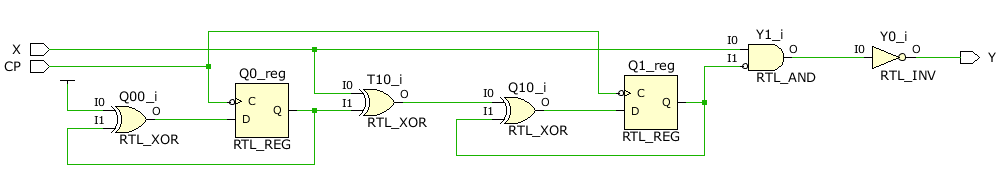 X
CP
Y
Q00_i
I0
I1
O
RTL_XOR
Q0_reg
C
D
Q
RTL_REG
T10_i
I0
I1
O
RTL_XOR
Q10_i
I0
I1
O
RTL_XOR
Q1_reg
C
D
Q
RTL_REG
Y1_i
I0
I1
O
RTL_AND
Y0_i
I0
O
RTL_INV